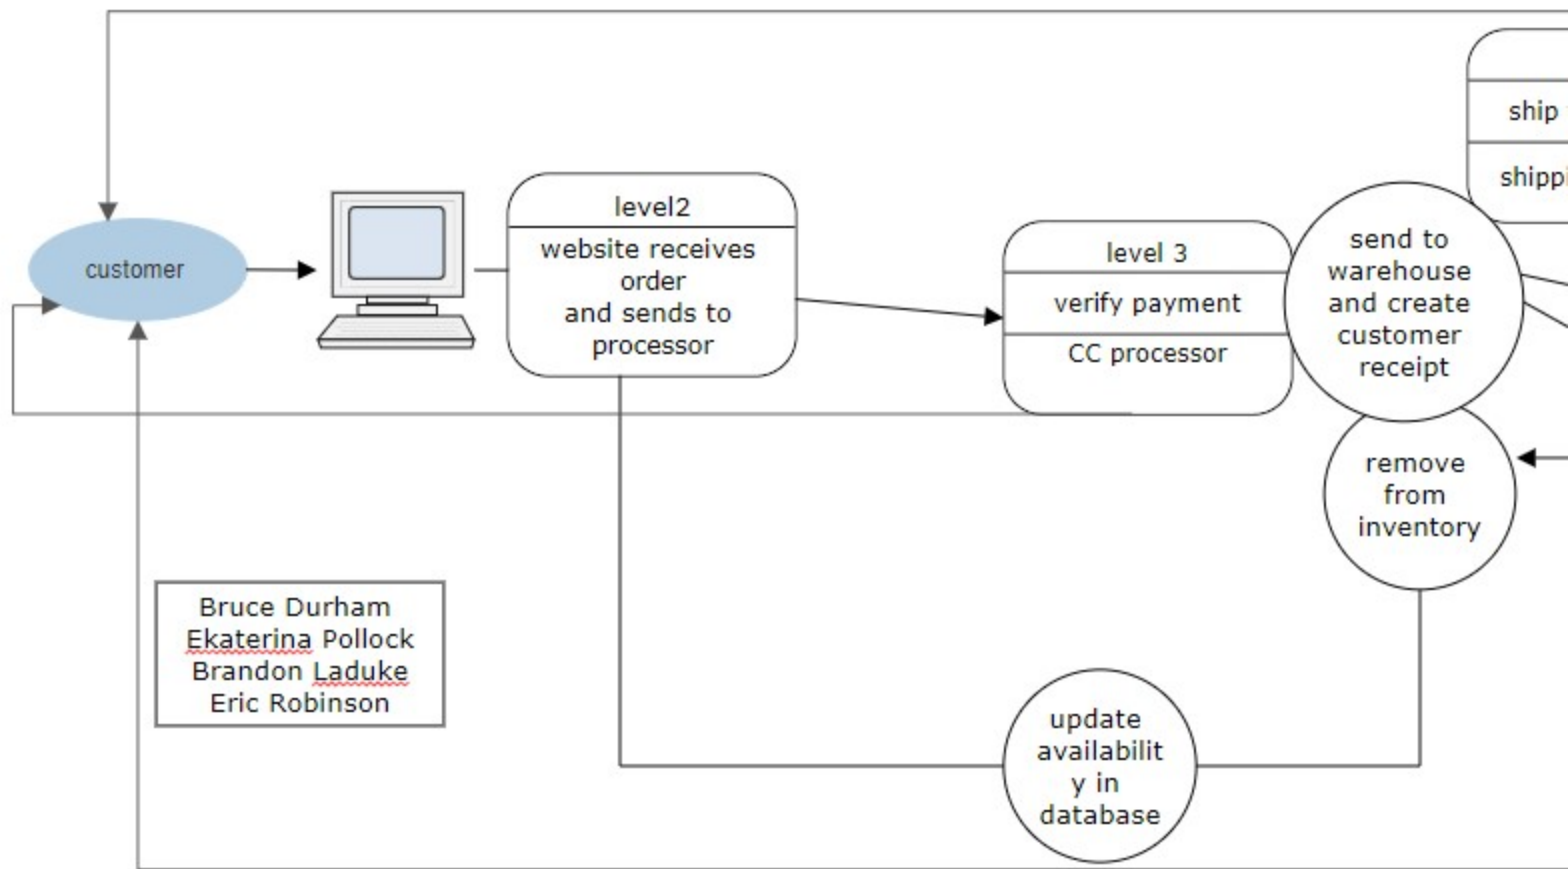 customer
level2
website receives
order
and sends to
processor
level 3
verify payment
CC processor
send to
warehouse
and create
customer
receipt
ship
remove
from
inventory
update
availabilit
y in
database
Bruce Durham
Ekaterina Pollock
Brandon Laduke
Eric Robinson